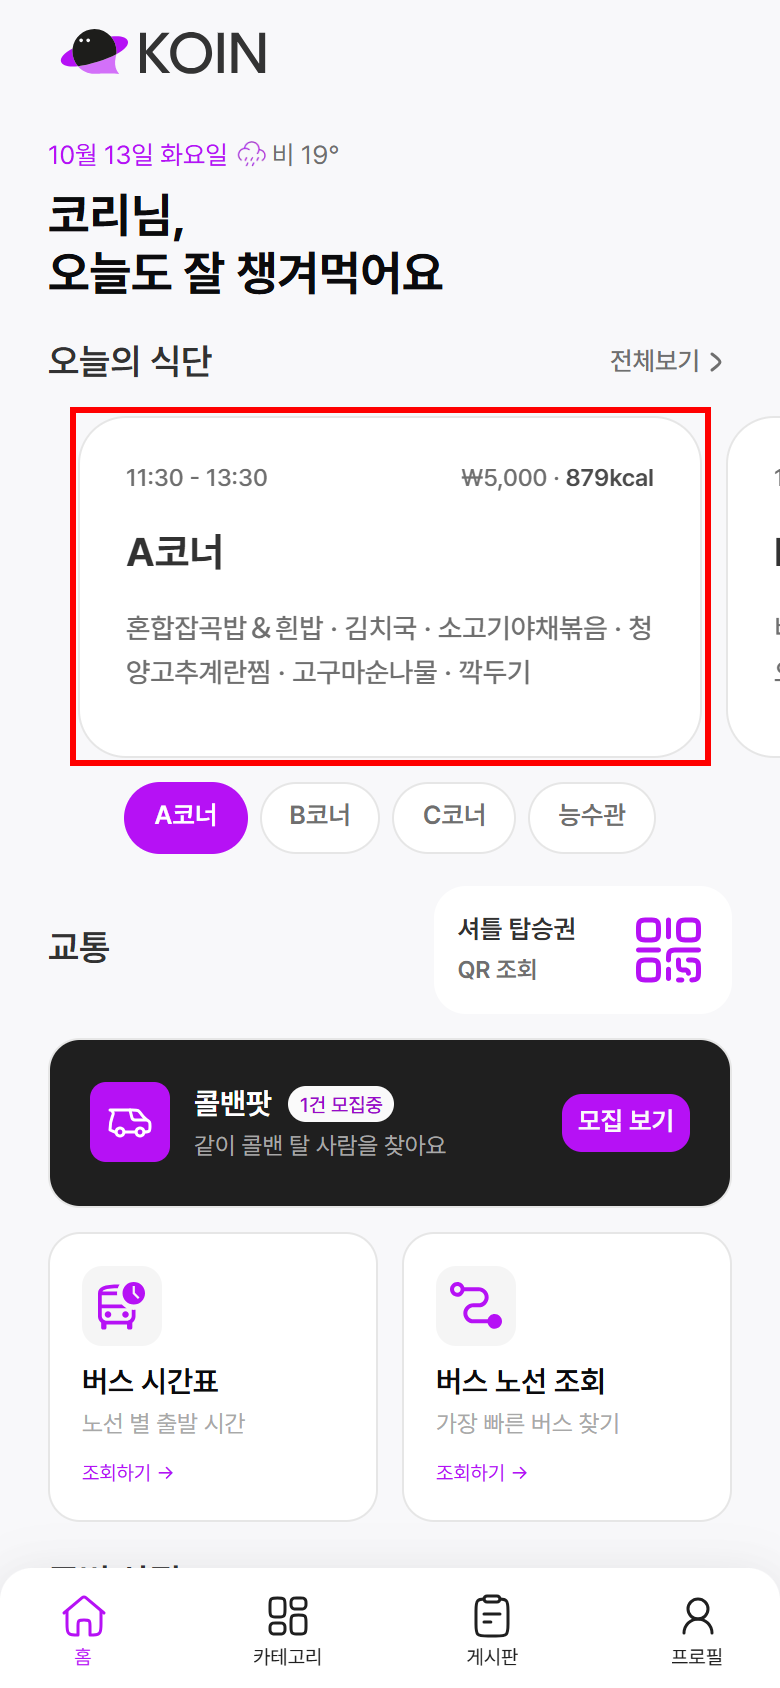 KOIN
10월 13일 화요일 비 19°
코리님,
오늘도 잘 챙겨먹어요
오늘의 식단 전체보기
11:30 - 13:30 ₩5,000 · 879kcal
A코너
혼합잡곡밥&흰밥 · 김치국 · 소고기야채볶음 · 청
양고추계란찜 · 고구마순나물 · 깍두기
A코너 B코너 C코너 능수관
교통
셔틀 탑승권
QR 조회
콜밴팟 1건 모집중
같이 콜밴 탈 사람을 찾아요
모집 보기
버스 시간표
노선 별 출발 시간
조회하기 →
버스 노선 조회
가장 빠른 버스 찾기
조회하기 →
홈 카테고리 게시판 프로필